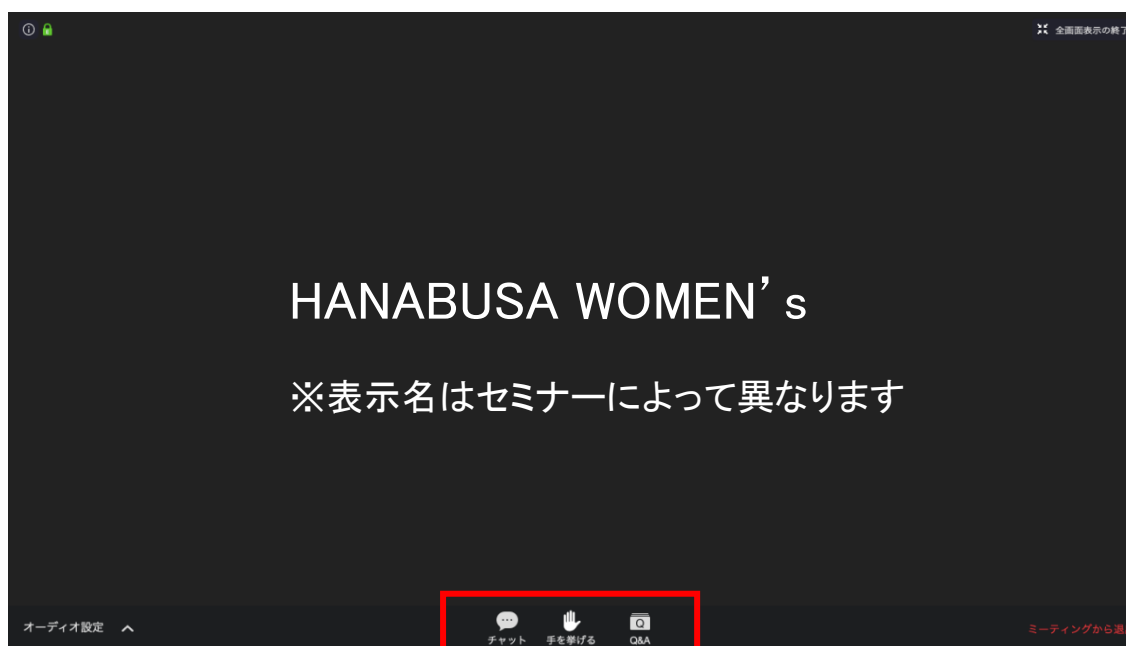 全画面表示の終了
HANABUSA WOMEN’s
※表示名はセミナーによって異なります
オーディオ設定
チャット
手を挙げる
Q&A
ミーティングから退